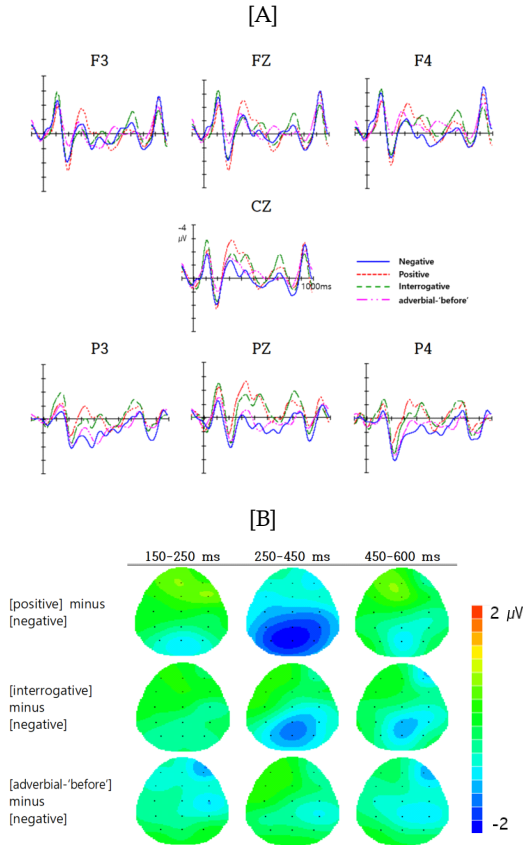 [A]
F3 FZ F4
CZ
-4
µV
1000ms
Negative
Positive
Interrogative
adverbial-'before'
P3 PZ P4
[B]
150-250 ms 250-450 ms 450-600 ms
[positive] minus
[negative]
[interrogative]
minus
[negative]
[adverbial-'before']
minus
[negative]
2 µV
-2